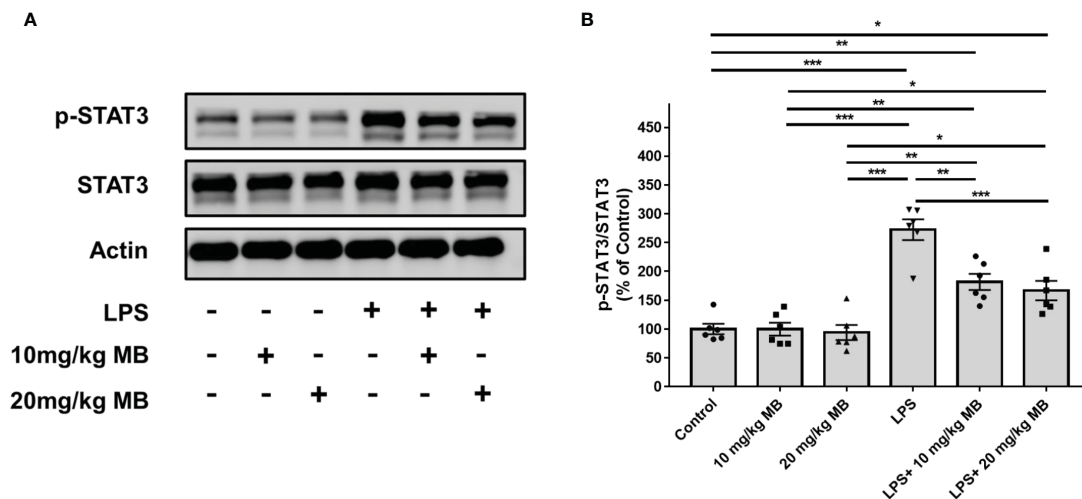 A
p-STAT3
STAT3
Actin
LPS - - - + + +
10mg/kg MB - + - - + -
20mg/kg MB - - + - - +
B
*
**
***
*
**
***
*
**
*** **
***
p-STAT3/STAT3
(% of Control)
450
400
350
300
250
200
150
100
50
0
Control
10 mg/kg MB
20 mg/kg MB
LPS
LPS+ 10 mg/kg MB
LPS+ 20 mg/kg MB